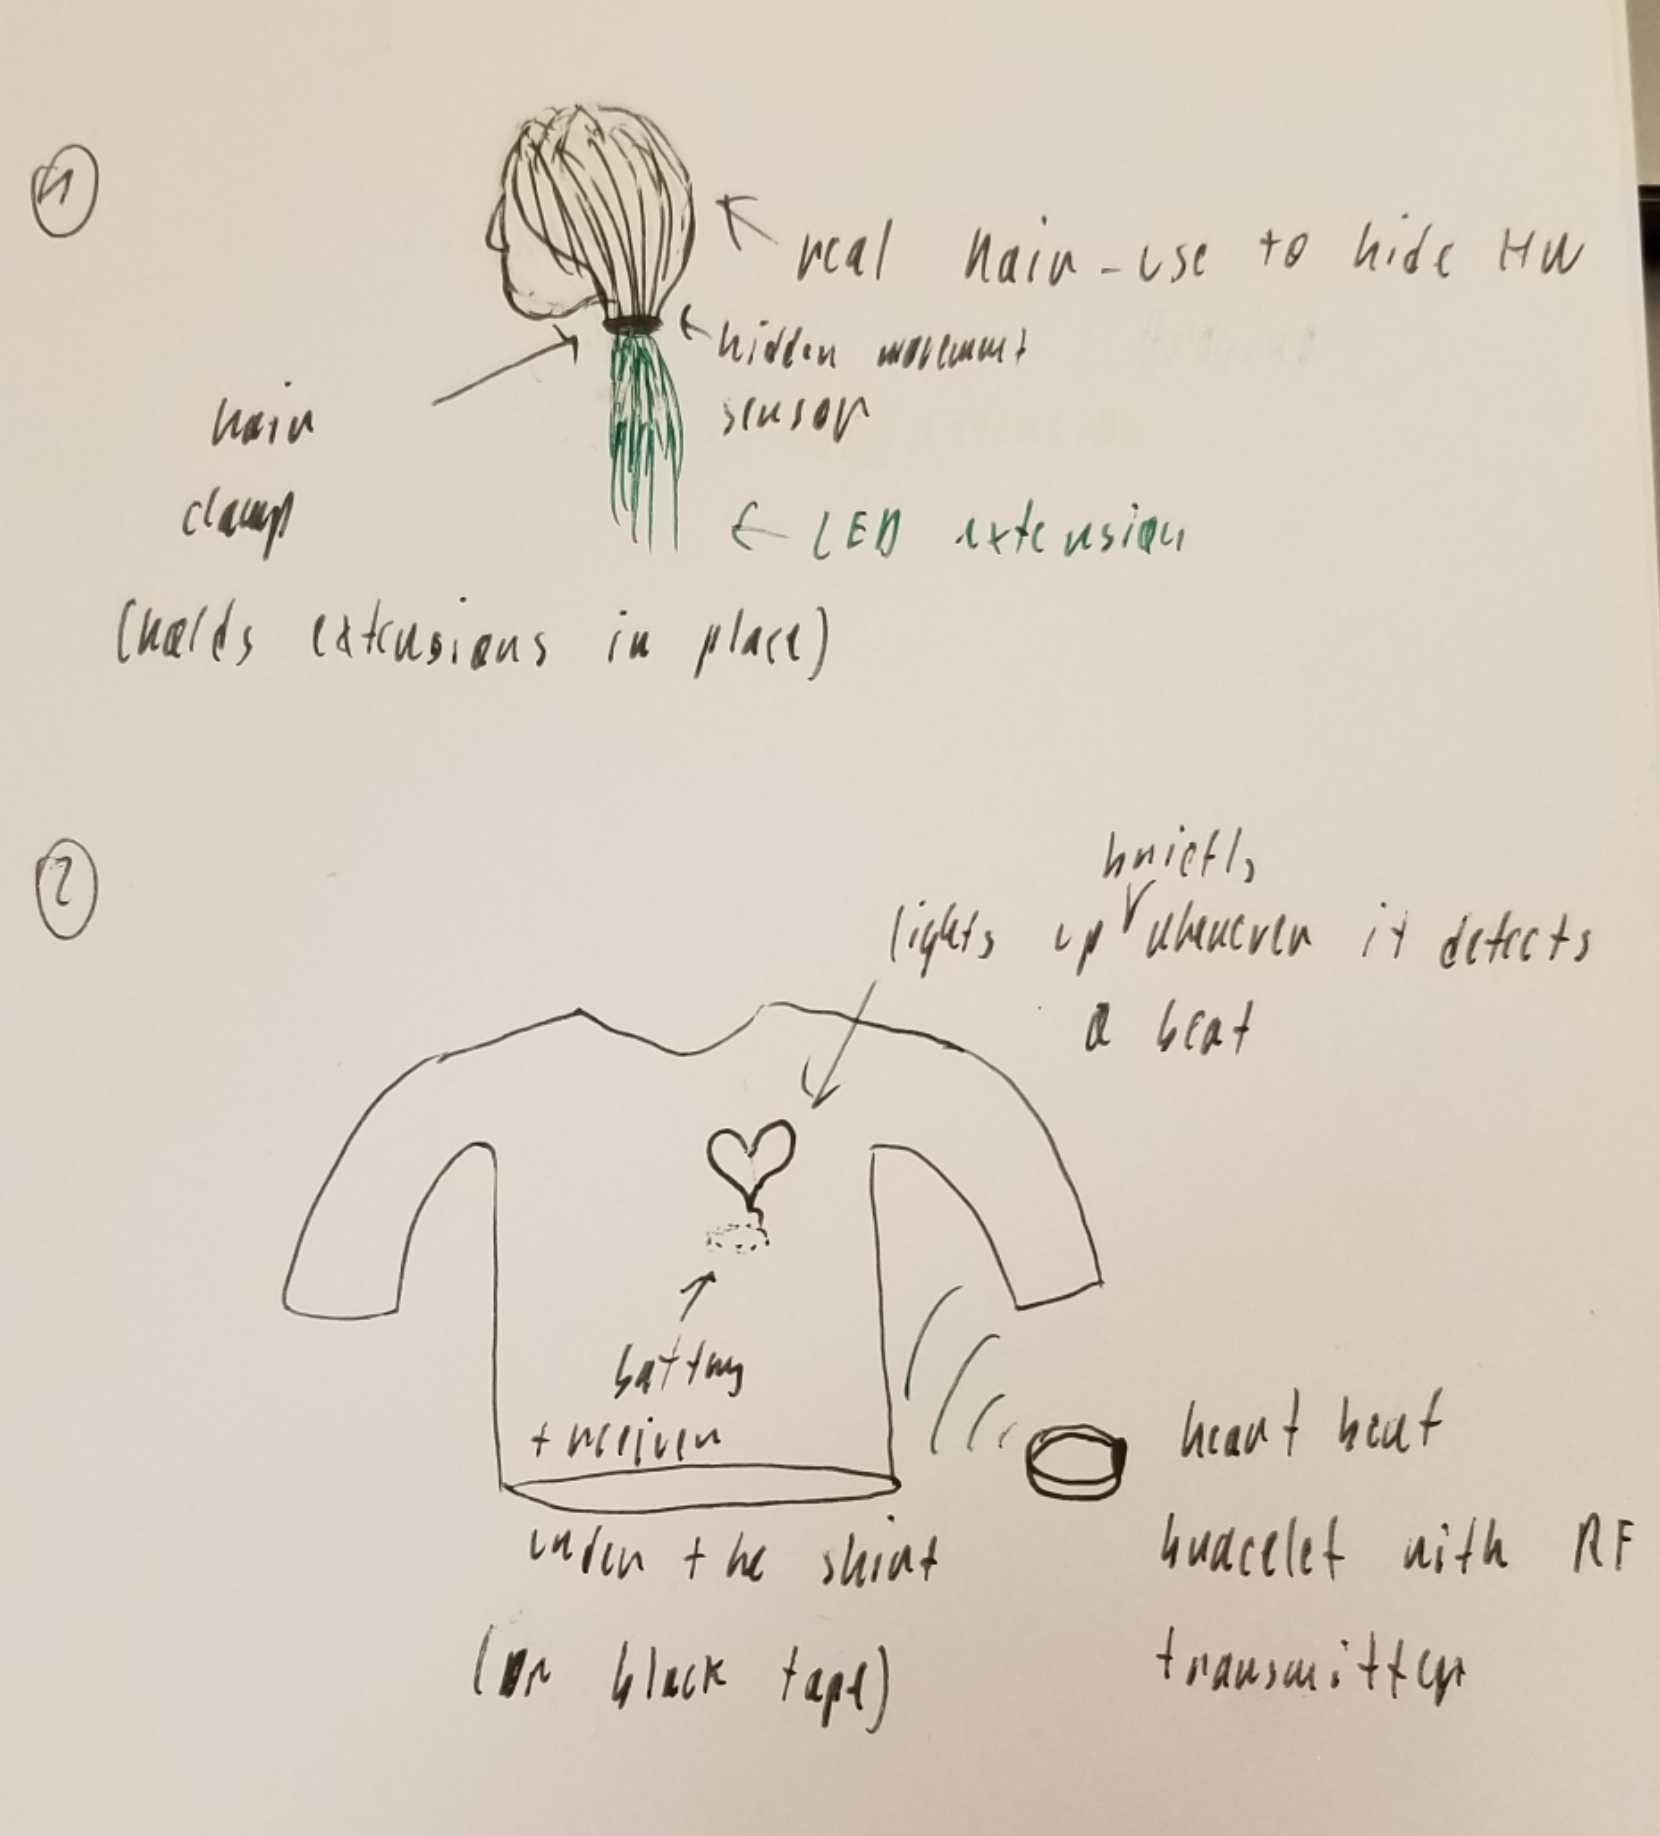 1
real hair - use to hide HW
hidden movement
sensor
hair
clamp
LED extension
(holds extensions in place)
2
briefly
lights up whenever it detects
a beat
battery
+ receiver
heart beat
under the shirt
bracelet with RF
(or black tape)
transmitter